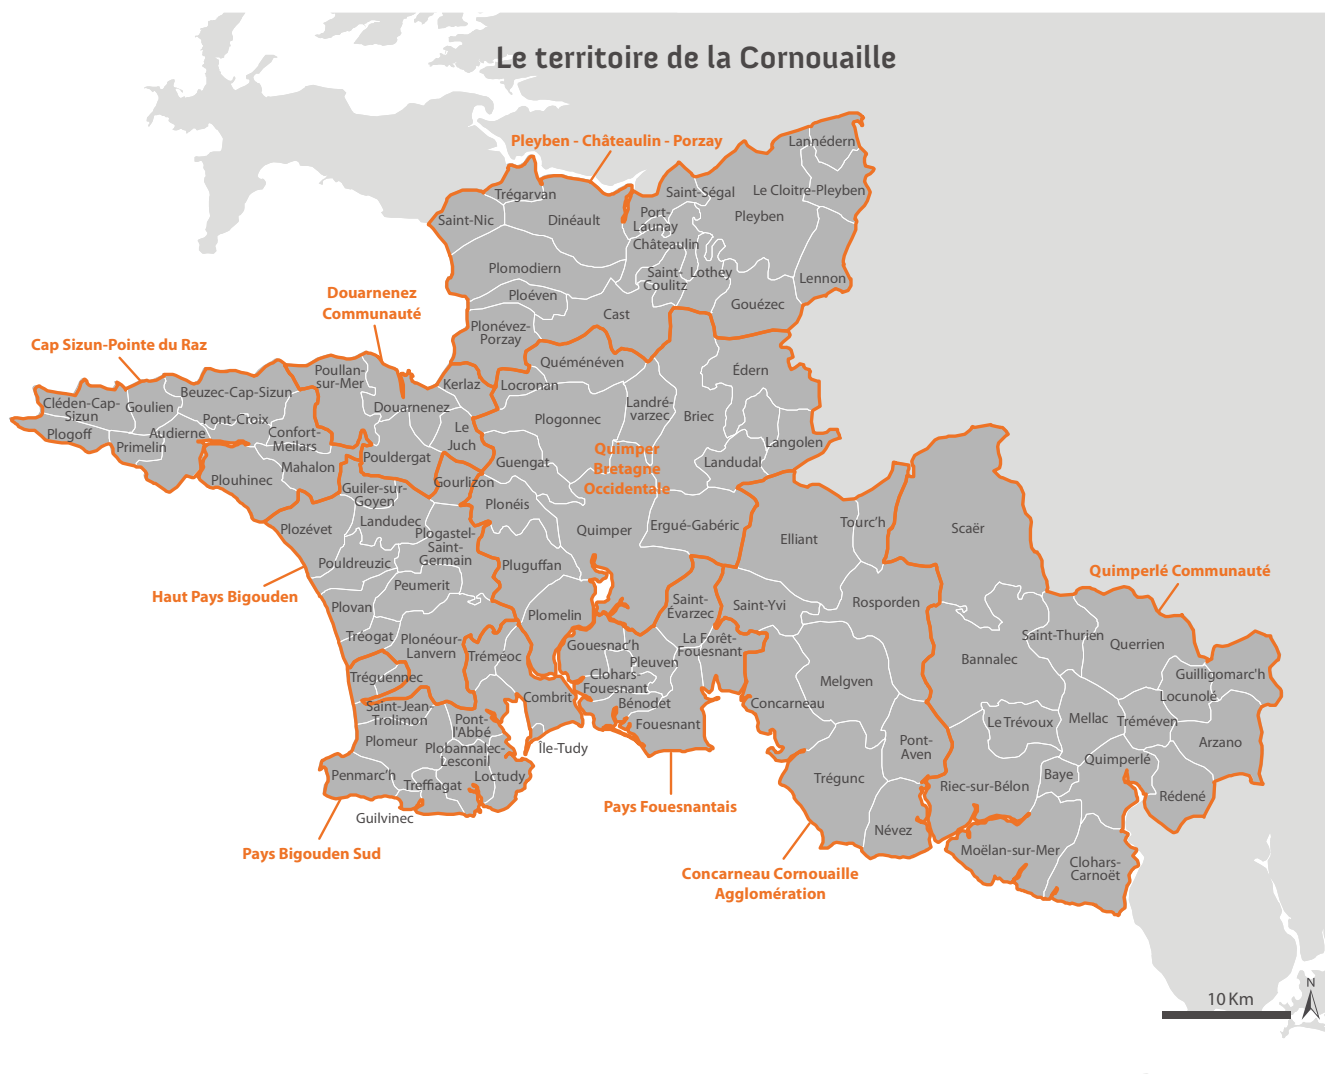 Le territoire de la Cornouaille
Pleyben - Châteaulin - Porzay
Lannédern
Trégarvan
Saint-Ségal
Le Cloitre-Pleyben
Saint-Nic
Dinéault
Port-
Launay
Pleyben
Châteaulin
Plomodiern
Saint-
Coulitz
Lothey
Lennon
Ploéven
Gouézec
Cast
Plonévez-
Porzay
Douarnenez
Communauté
Cap Sizun-Pointe du Raz
Quéménéven
Édern
Poullan-
sur-Mer
Kerlaz
Locronan
Beuzec-Cap-Sizun
Cléden-Cap-
Sizun
Goulien
Douarnenez
Landré-
varzec
Briec
Pont-Croix
Plogonnec
Plogoff
Audierne
Confort-
Meilars
Le
Juch
Primelin
Langolen
Quimper
Bretagne
Occidentale
Pouldergat
Guengat
Landudal
Mahalon
Plouhinec
Gourlizon
Guiler-sur-
Goyen
Plonéis
Landudec
Plozévet
Plogastel-
Saint-
Germain
Quimper
Ergué-Gabéric
Elliant
Tourc'h
Scaër
Pouldreuzic
Pluguffan
Quimperlé Communauté
Peumerit
Haut Pays Bigouden
Plovan
Plomelin
Saint-
Évarzec
Saint-Yvi
Rosporden
Tréogat
Plonéour-
Lanvern
Tréméoc
Gouesnac'h
La Forêt-
Fouesnant
Saint-Thurien
Querrien
Pleuven
Bannalec
Tréguennec
Clohars-
Fouesnant
Melgven
Guilligomarc'h
Combrit
Bénodet
Concarneau
Locunolé
Saint-Jean-
Trolimon
Pont-
l'Abbé
Fouesnant
Le Trévoux
Mellac
Tréméven
Plomeur
Plobannalec-
Lesconil
Île-Tudy
Pont-
Aven
Arzano
Quimperlé
Penmarc'h
Treffiagat
Loctudy
Trégunc
Riec-sur-Bélon
Baye
Rédené
Guilvinec
Pays Fouesnantais
Névez
Pays Bigouden Sud
Moëlan-sur-Mer
Clohars-
Carnoët
Concarneau Cornouaille
Agglomération
N
10 Km